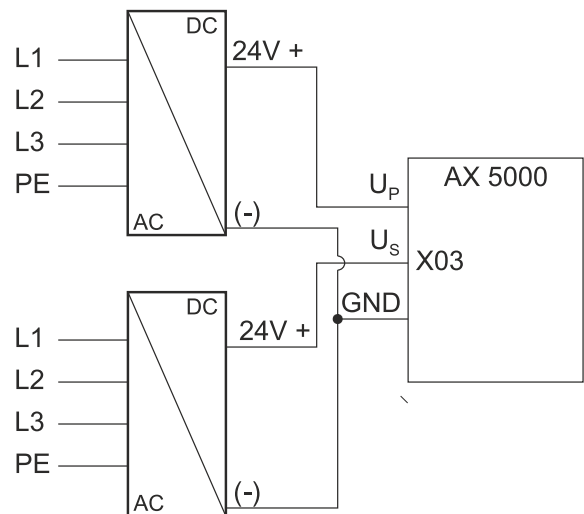 DC
24V +
L1
L2
L3
PE
AC
(-)
U_P
AX 5000
U_S
X03
GND
DC
24V +
L1
L2
L3
PE
AC
(-)